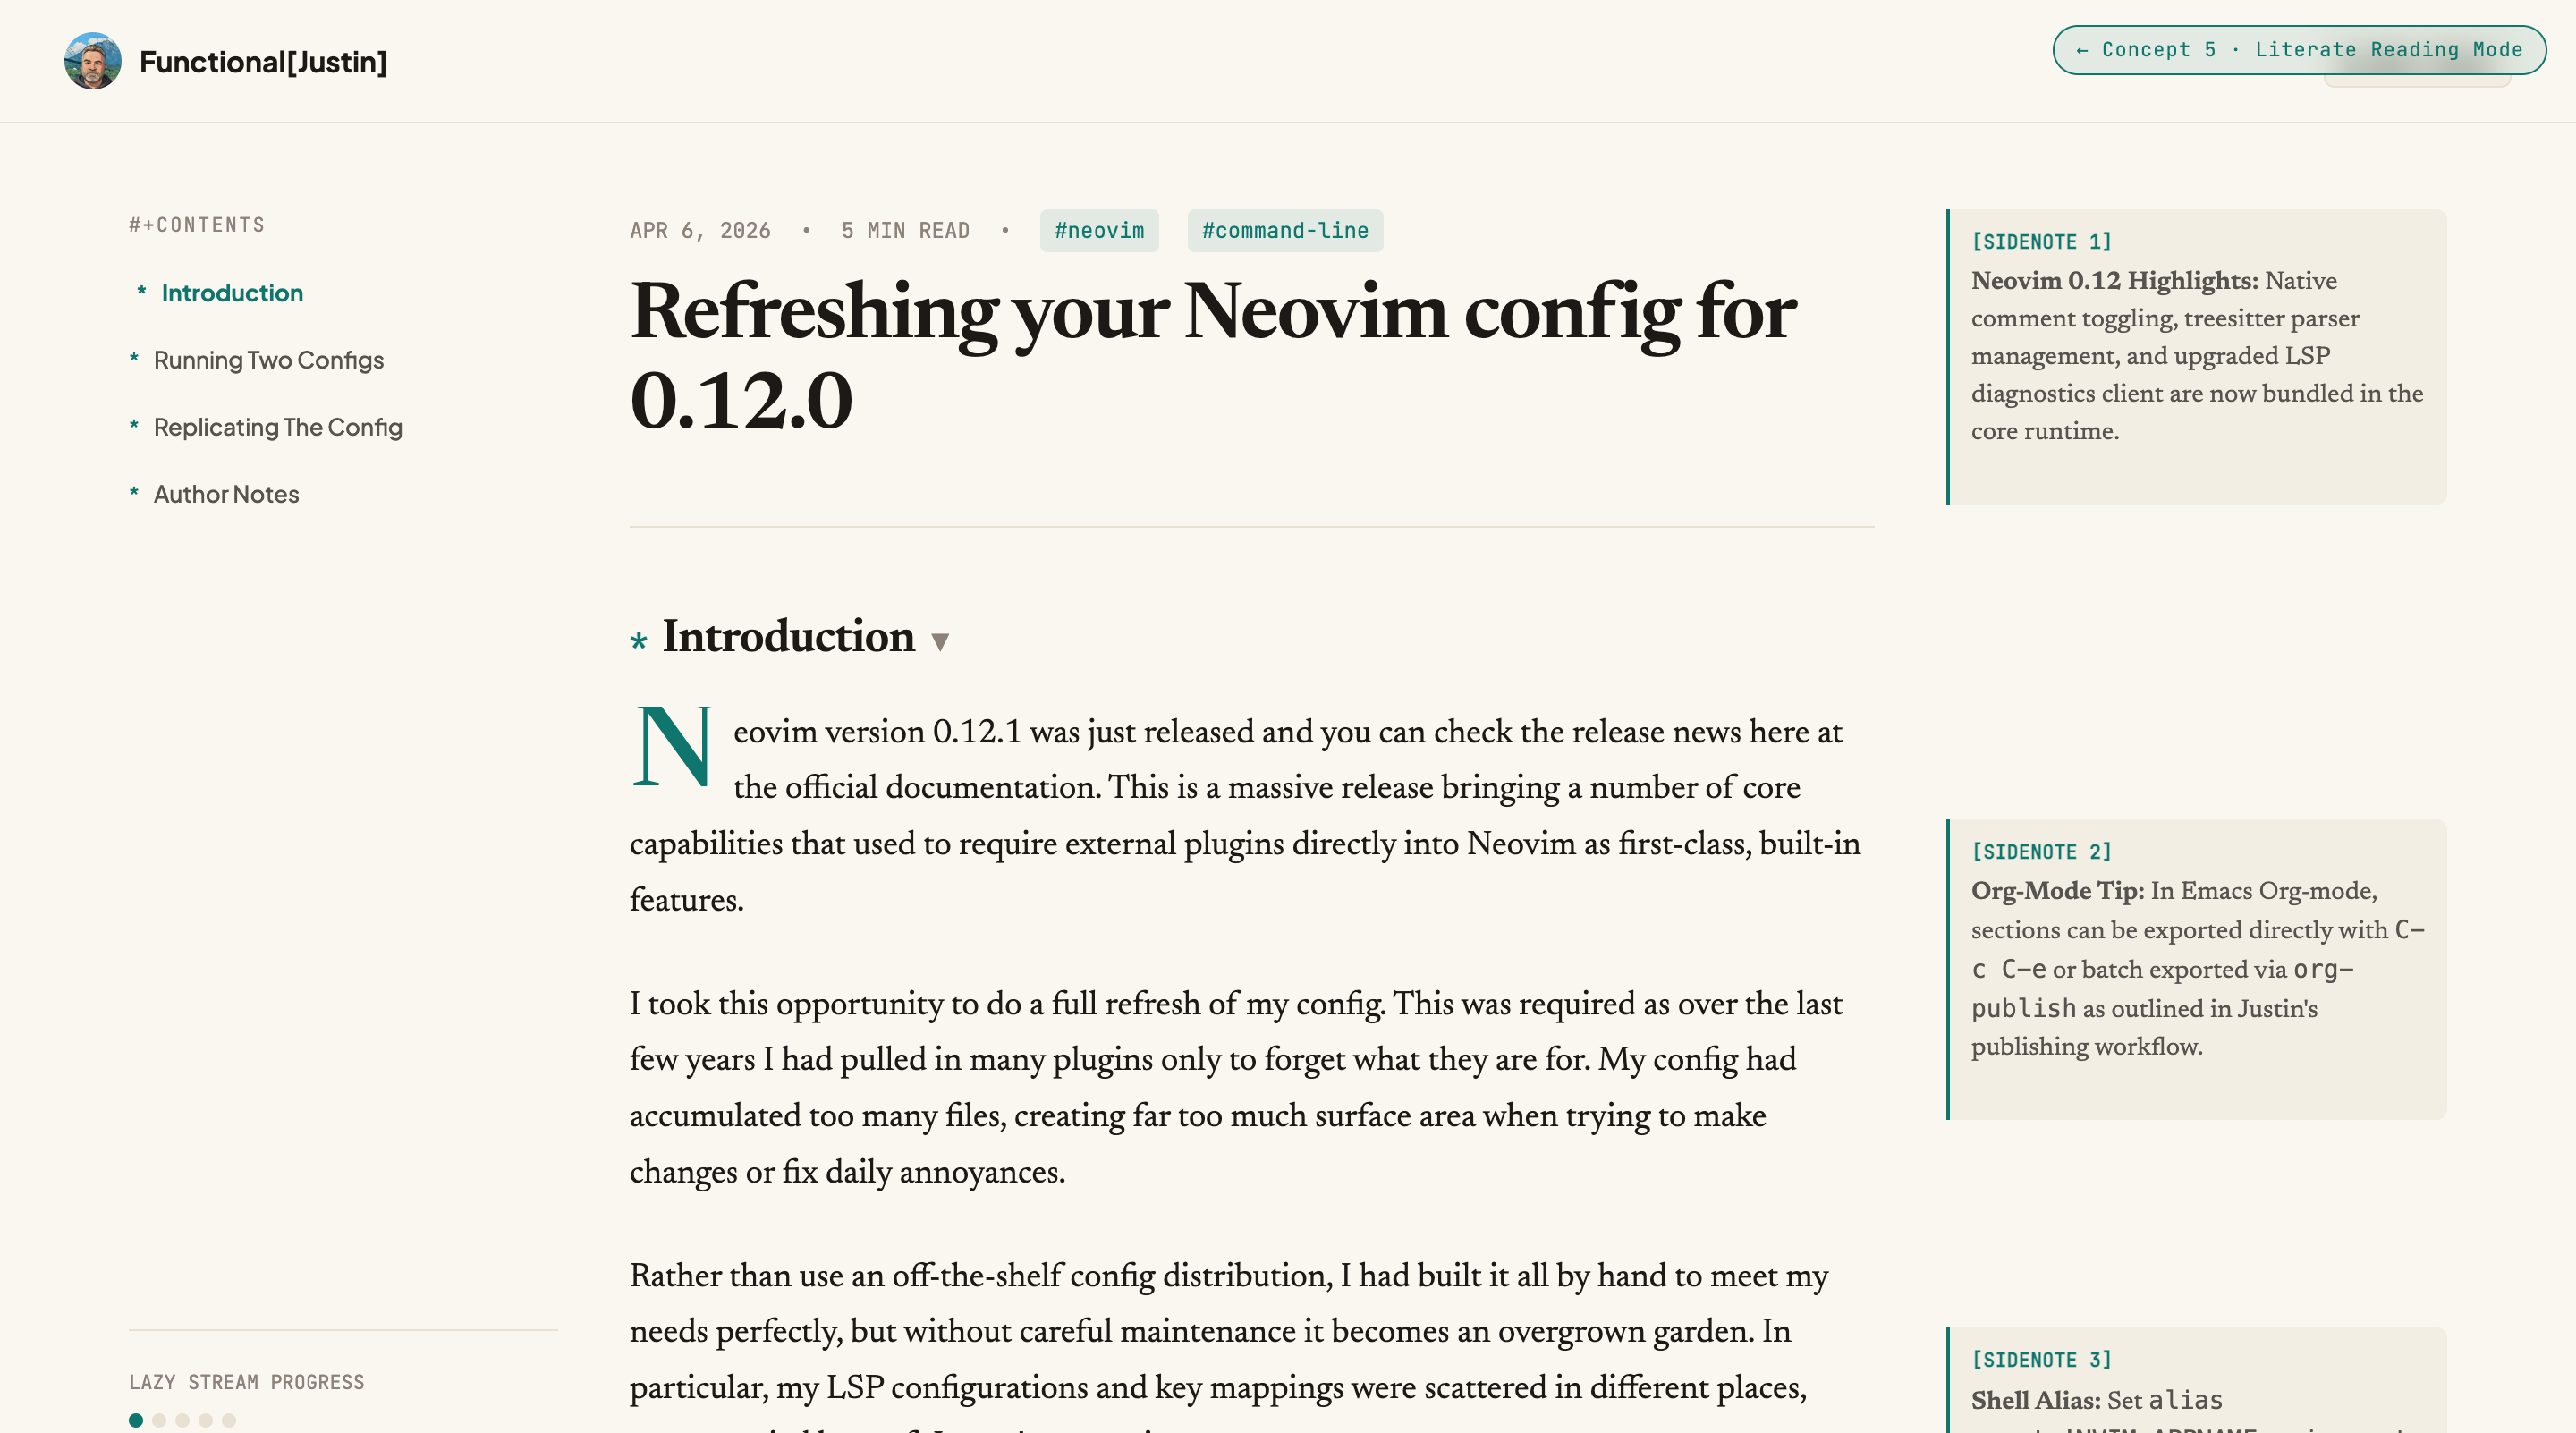 Functional[Justin]
← Concept 5 · Literate Reading Mode
#+CONTENTS
* Introduction
* Running Two Configs
* Replicating The Config
* Author Notes
LAZY STREAM PROGRESS
APR 6, 2026 • 5 MIN READ • #neovim #command-line
Refreshing your Neovim config for
0.12.0
* Introduction ▼
Neovim version 0.12.1 was just released and you can check the release news here at
the official documentation. This is a massive release bringing a number of core
capabilities that used to require external plugins directly into Neovim as first-class, built-in
features.
I took this opportunity to do a full refresh of my config. This was required as over the last
few years I had pulled in many plugins only to forget what they are for. My config had
accumulated too many files, creating far too much surface area when trying to make
changes or fix daily annoyances.
Rather than use an off-the-shelf config distribution, I had built it all by hand to meet my
needs perfectly, but without careful maintenance it becomes an overgrown garden. In
particular, my LSP configurations and key mappings were scattered in different places,
[SIDENOTE 1]
Neovim 0.12 Highlights: Native
comment toggling, treesitter parser
management, and upgraded LSP
diagnostics client are now bundled in the
core runtime.
[SIDENOTE 2]
Org-Mode Tip: In Emacs Org-mode,
sections can be exported directly with C-
c C-e or batch exported via org-
publish as outlined in Justin's
publishing workflow.
[SIDENOTE 3]
Shell Alias: Set alias